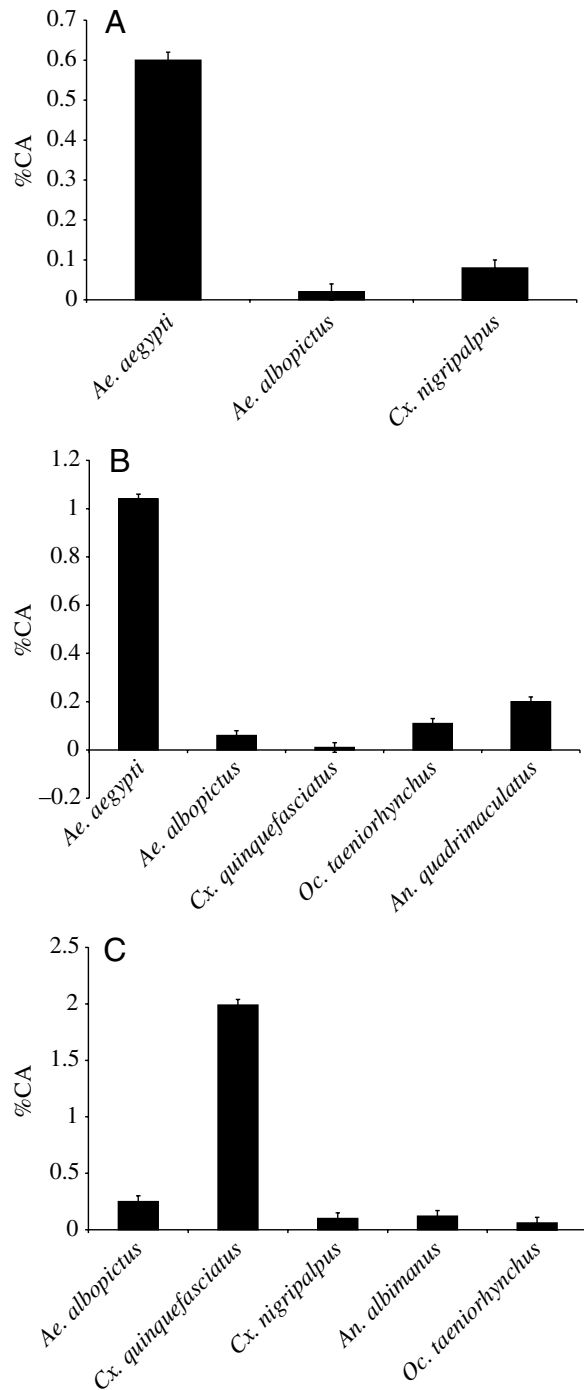 A
0.7
0.6
0.5
0.4
0.3
0.2
0.1
0
%CA
Ae. aegypti
Ae. albopictus
Cx. nigripalpus
B
1.2
1
0.8
0.6
0.4
0.2
0
–0.2
%CA
Ae. aegypti
Ae. albopictus
Cx. quinquefasciatus
Oc. taeniorhynchus
An. quadrimaculatus
C
2.5
2
1.5
1
0.5
0
%CA
Ae. albopictus
Cx. quinquefasciatus
Cx. nigripalpus
An. albimanus
Oc. taeniorhynchus